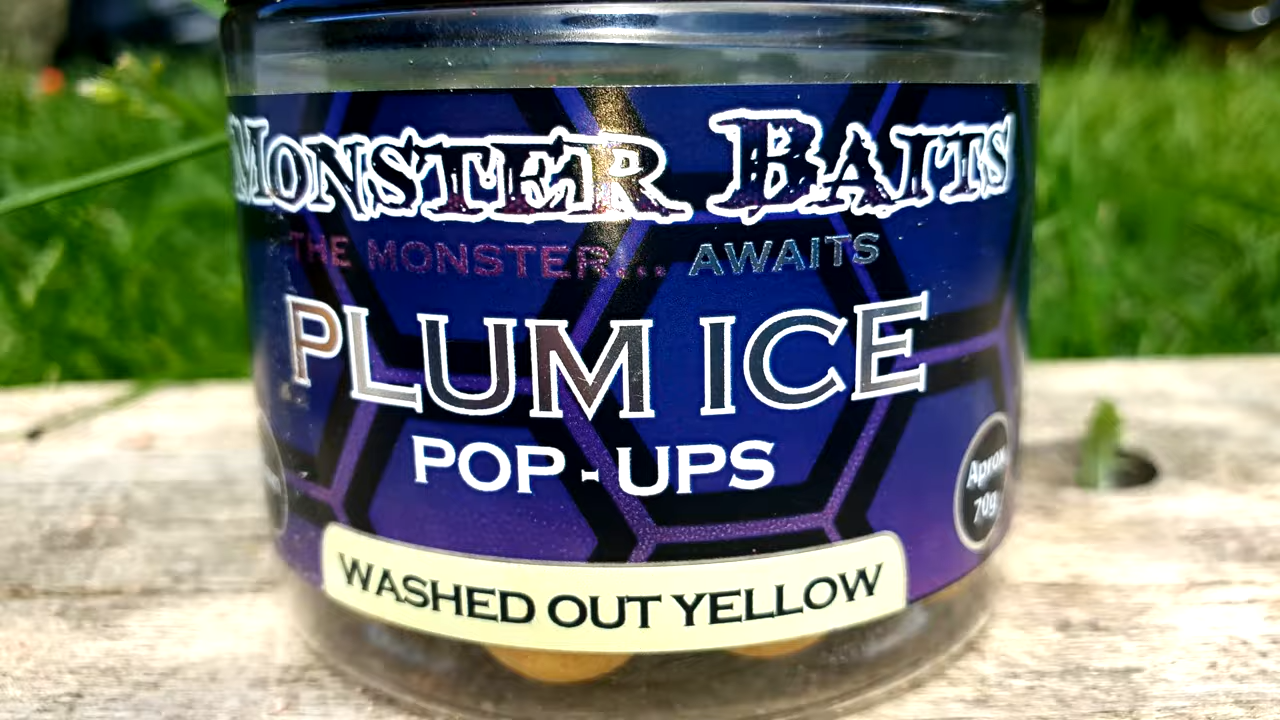 MONSTER BAITS
THE MONSTER... AWAITS
PLUM ICE
POP-UPS
Aprox
70g
WASHED OUT YELLOW